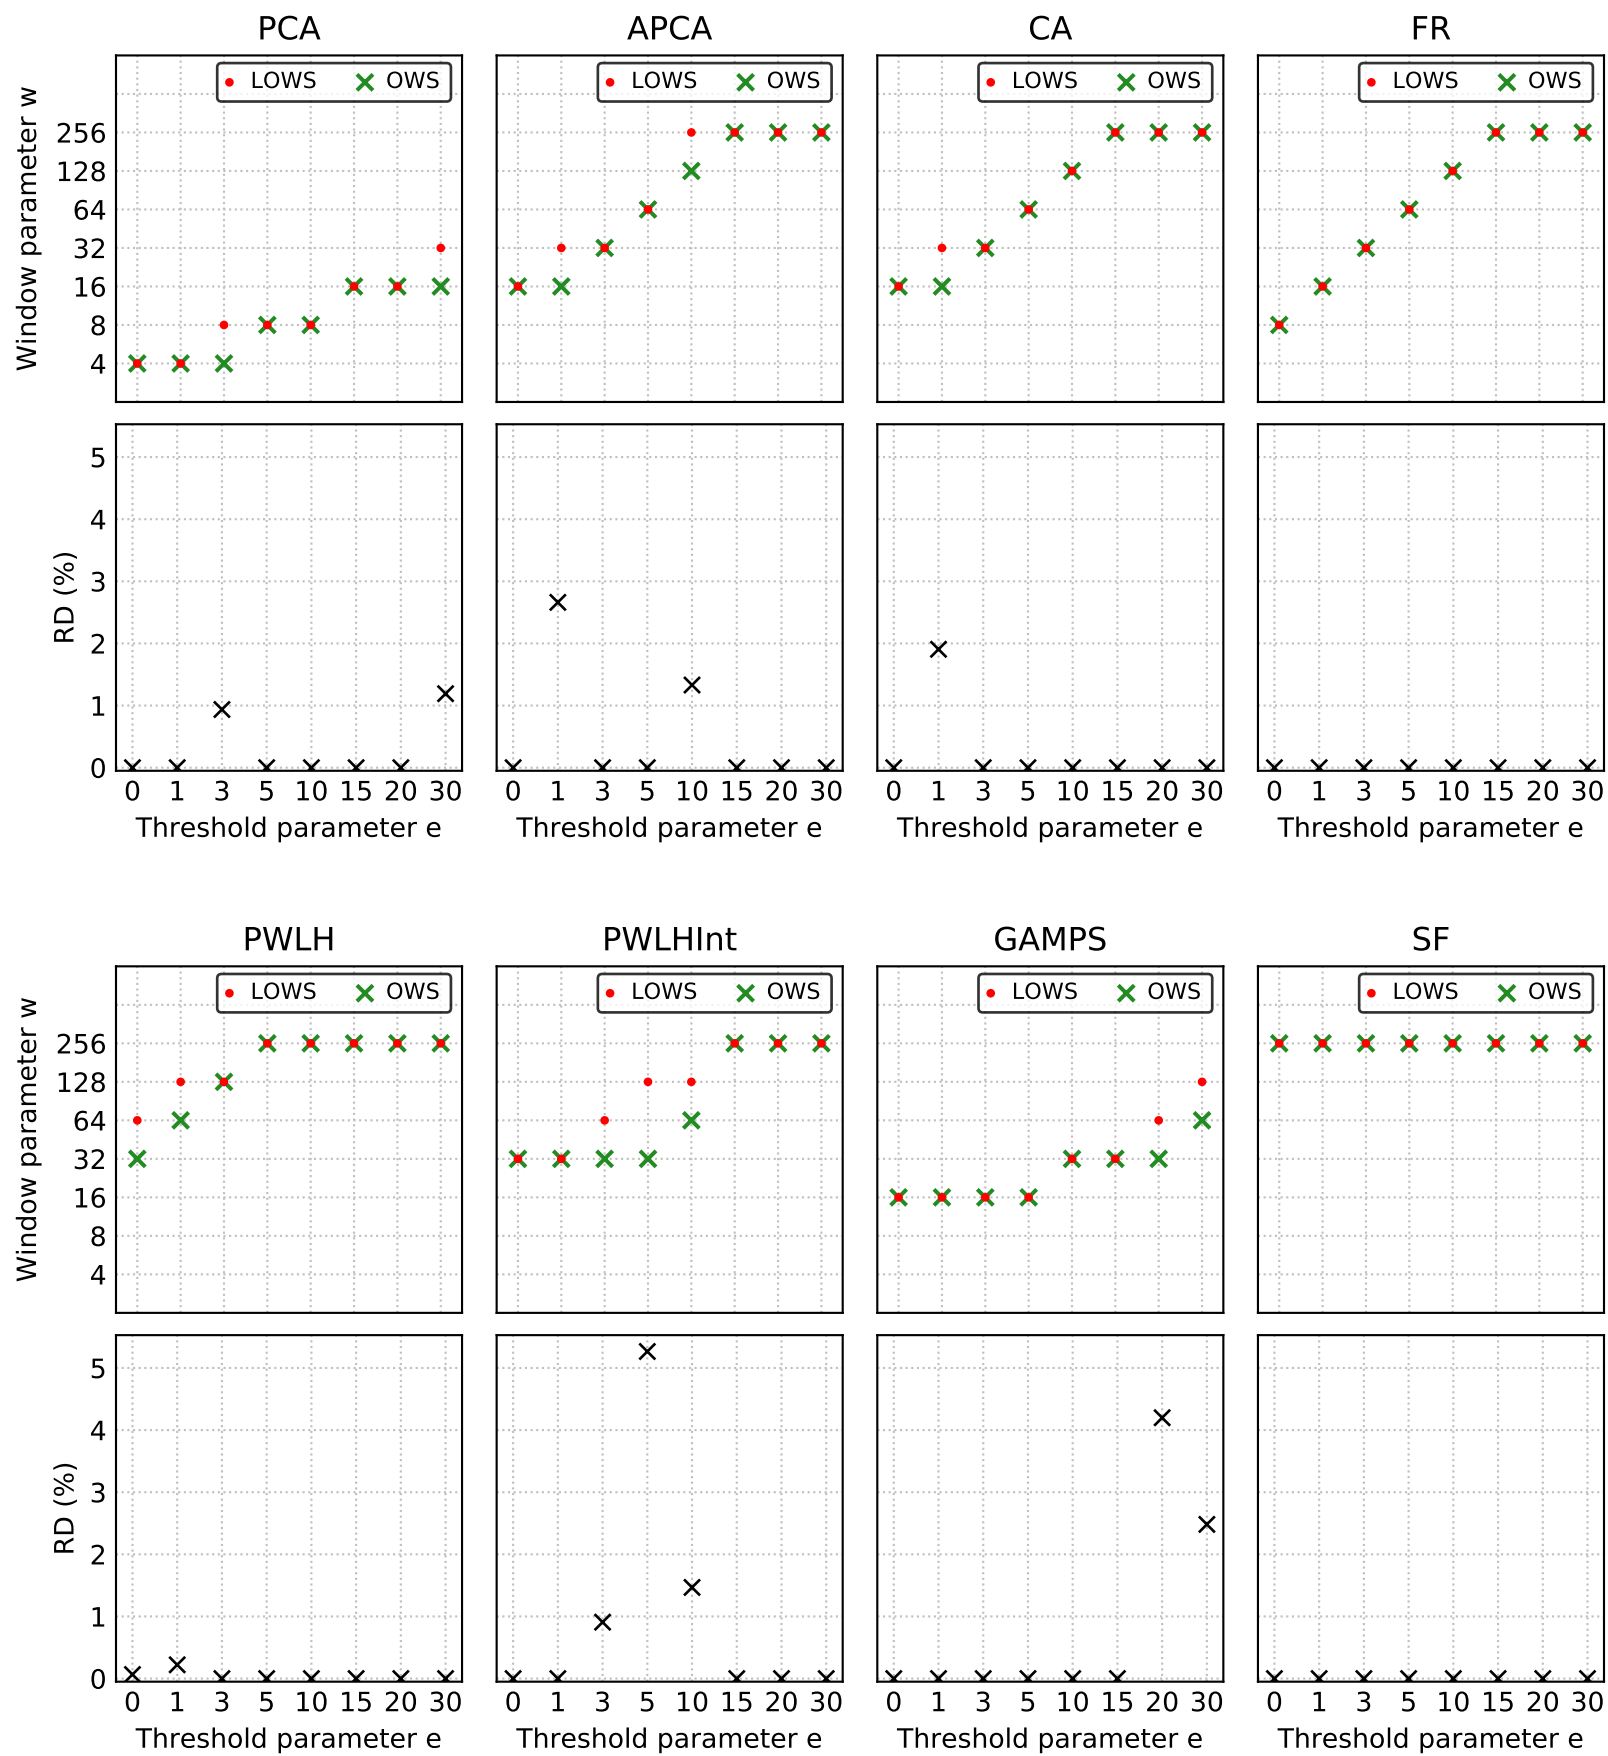 PCA APCA CA FR
LOWS OWS LOWS OWS LOWS OWS LOWS OWS
Window parameter w
256
128
64
32
16
8
4
RD (%)
5
4
3
2
1
0
0 1 3 5 10 15 20 30 0 1 3 5 10 15 20 30 0 1 3 5 10 15 20 30 0 1 3 5 10 15 20 30
Threshold parameter e Threshold parameter e Threshold parameter e Threshold parameter e
PWLH PWLHInt GAMPS SF
LOWS OWS LOWS OWS LOWS OWS LOWS OWS
Window parameter w
256
128
64
32
16
8
4
RD (%)
5
4
3
2
1
0
0 1 3 5 10 15 20 30 0 1 3 5 10 15 20 30 0 1 3 5 10 15 20 30 0 1 3 5 10 15 20 30
Threshold parameter e Threshold parameter e Threshold parameter e Threshold parameter e